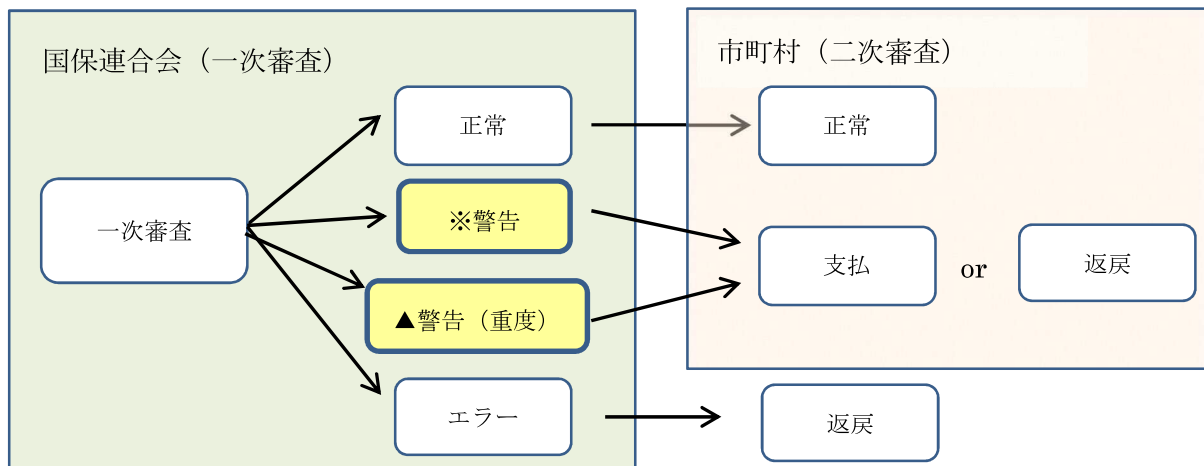 国保連合会（一次審査）
市町村（二次審査）
正常
正常
一次審査
※警告
支払
or
返戻
▲警告（重度）
エラー
返戻